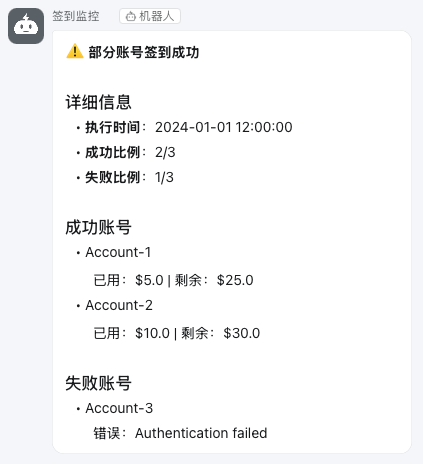 签到监控 机器人
⚠️ 部分账号签到成功
详细信息
• 执行时间：2024-01-01 12:00:00
• 成功比例：2/3
• 失败比例：1/3
成功账号
• Account-1
已用：$5.0 | 剩余：$25.0
• Account-2
已用：$10.0 | 剩余：$30.0
失败账号
• Account-3
错误：Authentication failed